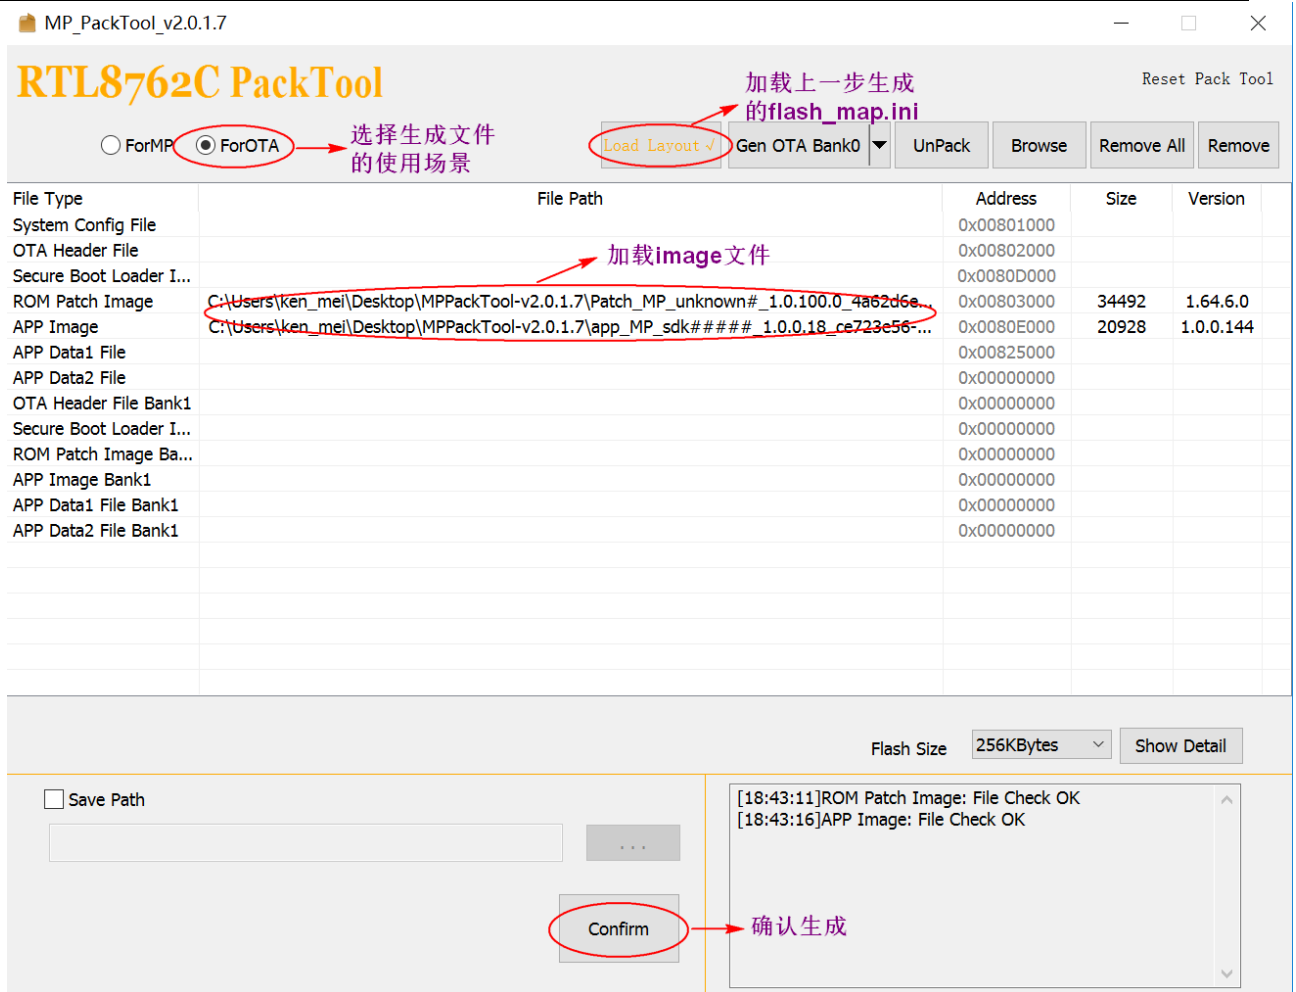 MP_PackTool_v2.0.1.7
RTL8762C PackTool
Reset Pack Tool
加载上一步生成
的flash_map.ini
选择生成文件
的使用场景
ForMP ForOTA
Load Layout √ Gen OTA Bank0 UnPack Browse Remove All Remove
File Type File Path Address Size Version
System Config File 0x00801000
OTA Header File 0x00802000
加载image文件
Secure Boot Loader I... 0x0080D000
ROM Patch Image C:\Users\ken_mei\Desktop\MPPackTool-v2.0.1.7\Patch_MP_unknown#_1.0.100.0_4a62d6e... 0x00803000 34492 1.64.6.0
APP Image C:\Users\ken_mei\Desktop\MPPackTool-v2.0.1.7\app_MP_sdk#####_1.0.0.18_ce723e56-... 0x0080E000 20928 1.0.0.144
APP Data1 File 0x00825000
APP Data2 File 0x00000000
OTA Header File Bank1 0x00000000
Secure Boot Loader I... 0x00000000
ROM Patch Image Ba... 0x00000000
APP Image Bank1 0x00000000
APP Data1 File Bank1 0x00000000
APP Data2 File Bank1 0x00000000
Flash Size 256KBytes Show Detail
Save Path
...
[18:43:11]ROM Patch Image: File Check OK
[18:43:16]APP Image: File Check OK
Confirm
确认生成